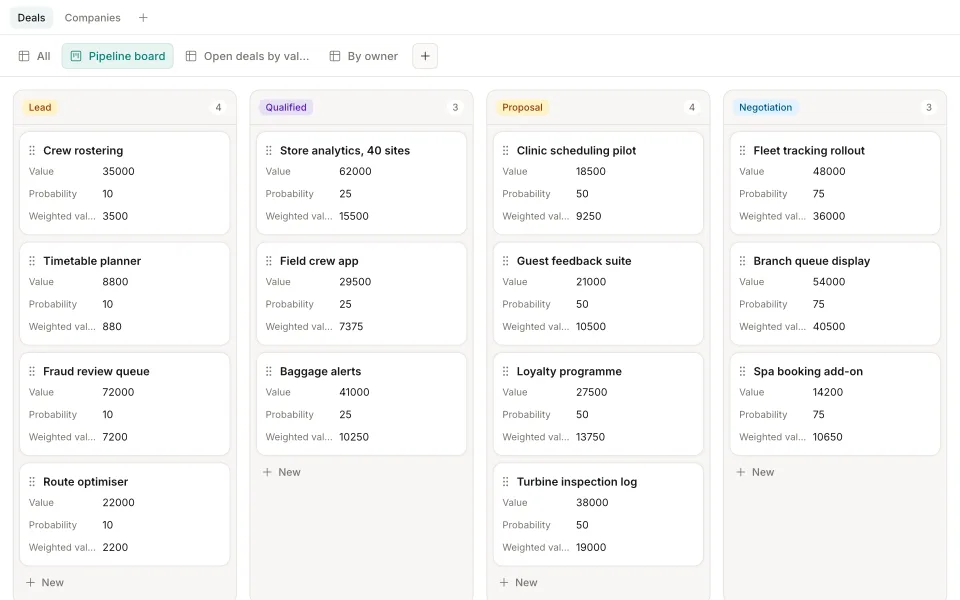 Deals Companies
All Pipeline board Open deals by val... By owner
Lead 4
Crew rostering
Value 35000
Probability 10
Weighted val... 3500
Timetable planner
Value 8800
Probability 10
Weighted val... 880
Fraud review queue
Value 72000
Probability 10
Weighted val... 7200
Route optimiser
Value 22000
Probability 10
Weighted val... 2200
New
Qualified 3
Store analytics, 40 sites
Value 62000
Probability 25
Weighted val... 15500
Field crew app
Value 29500
Probability 25
Weighted val... 7375
Baggage alerts
Value 41000
Probability 25
Weighted val... 10250
New
Proposal 4
Clinic scheduling pilot
Value 18500
Probability 50
Weighted val... 9250
Guest feedback suite
Value 21000
Probability 50
Weighted val... 10500
Loyalty programme
Value 27500
Probability 50
Weighted val... 13750
Turbine inspection log
Value 38000
Probability 50
Weighted val... 19000
New
Negotiation 3
Fleet tracking rollout
Value 48000
Probability 75
Weighted val... 36000
Branch queue display
Value 54000
Probability 75
Weighted val... 40500
Spa booking add-on
Value 14200
Probability 75
Weighted val... 10650
New